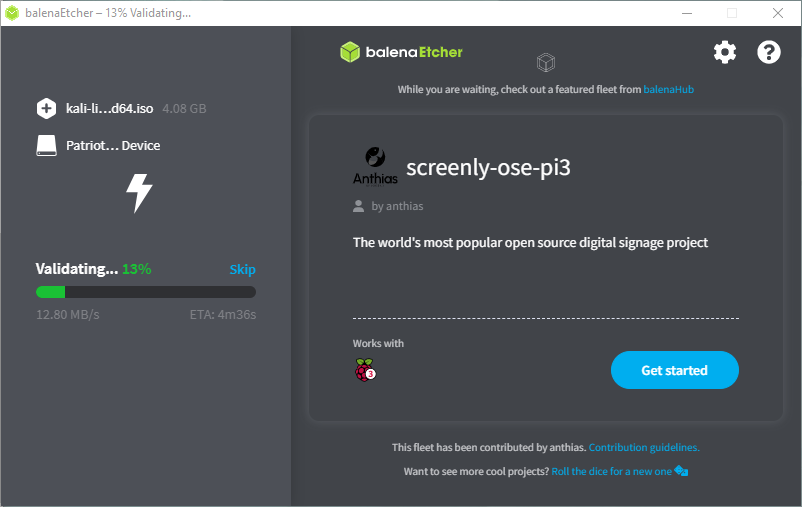 balenaEtcher – 13% Validating...
balenaEtcher
While you are waiting, check out a featured fleet from balenaHub
kali-li...d64.iso 4.08 GB
Patriot... Device
Validating... 13% Skip
12.80 MB/s ETA: 4m36s
Anthias
screenly-ose-pi3
by anthias
The world's most popular open source digital signage project
Works with
3
Get started
This fleet has been contributed by anthias. Contribution guidelines.
Want to see more cool projects? Roll the dice for a new one